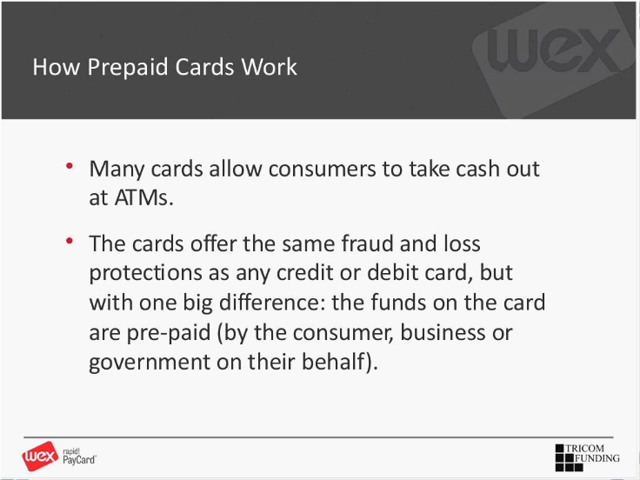 wex
How Prepaid Cards Work
• Many cards allow consumers to take cash out
at ATMs.
• The cards offer the same fraud and loss
protections as any credit or debit card, but
with one big difference: the funds on the card
are pre-paid (by the consumer, business or
government on their behalf).
wex rapid!
PayCard
TRICOM
FUNDING